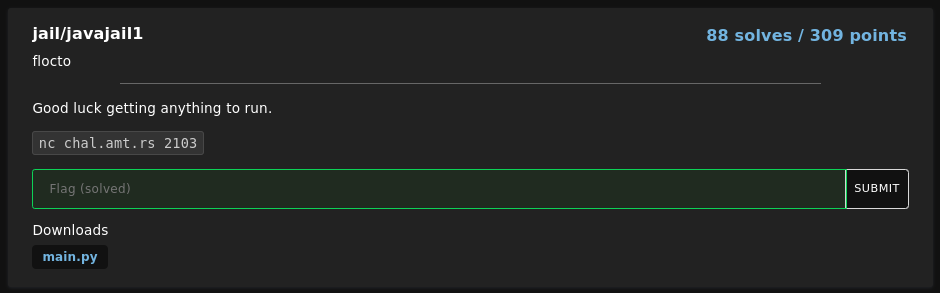 jail/javajail1
88 solves / 309 points
flocto
Good luck getting anything to run.
nc chal.amt.rs 2103
Flag (solved)
SUBMIT
Downloads
main.py